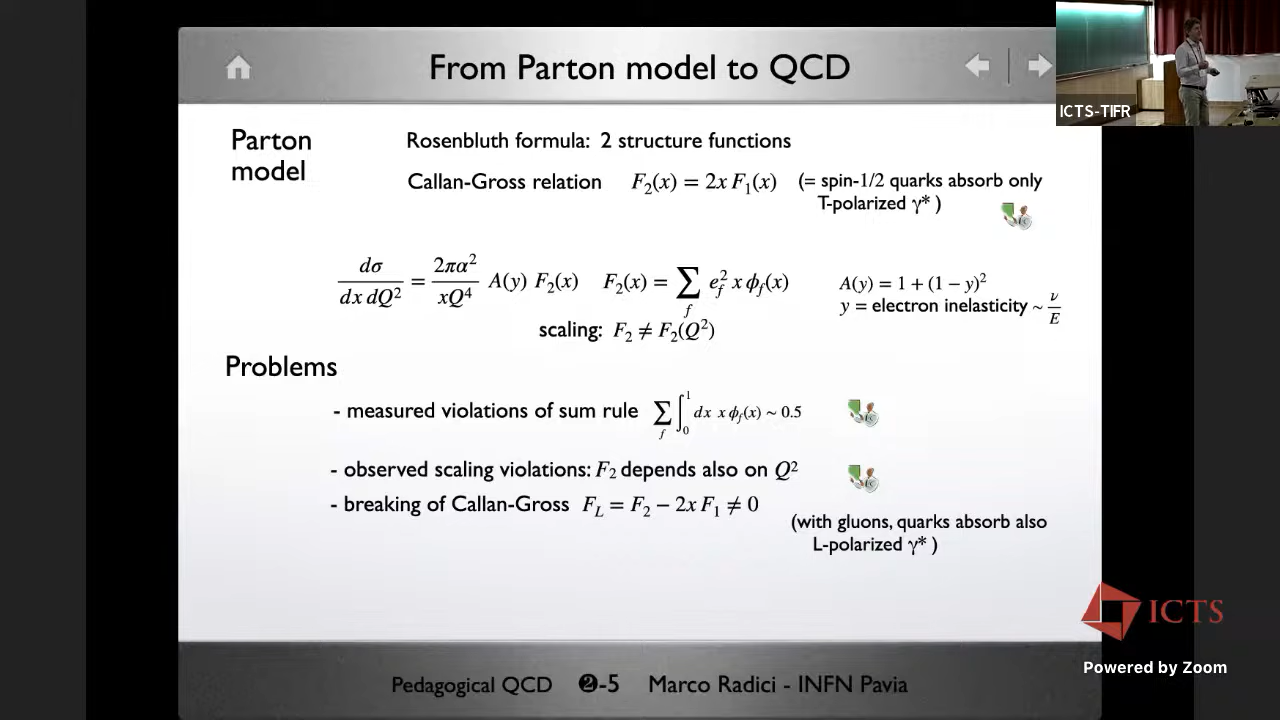 From Parton model to QCD
ICTS-TIFR
Parton model
Rosenbluth formula: 2 structure functions
Callan-Gross relation F₂(x) = 2x F₁(x) (= spin-1/2 quarks absorb only
T-polarized γ* )
dσ/dx dQ² = 2πα²/xQ⁴ A(y) F₂(x) F₂(x) = ∑_f e_f² x ϕ_f(x) A(y) = 1 + (1 − y)²
y = electron inelasticity ~ ν/E
scaling: F₂ ≠ F₂(Q²)
Problems
- measured violations of sum rule ∑_f ∫₀¹ dx x ϕ_f(x) ~ 0.5
- observed scaling violations: F₂ depends also on Q²
- breaking of Callan-Gross F_L = F₂ − 2x F₁ ≠ 0
(with gluons, quarks absorb also
L-polarized γ* )
ICTS
Powered by Zoom
Pedagogical QCD ❷-5 Marco Radici - INFN Pavia